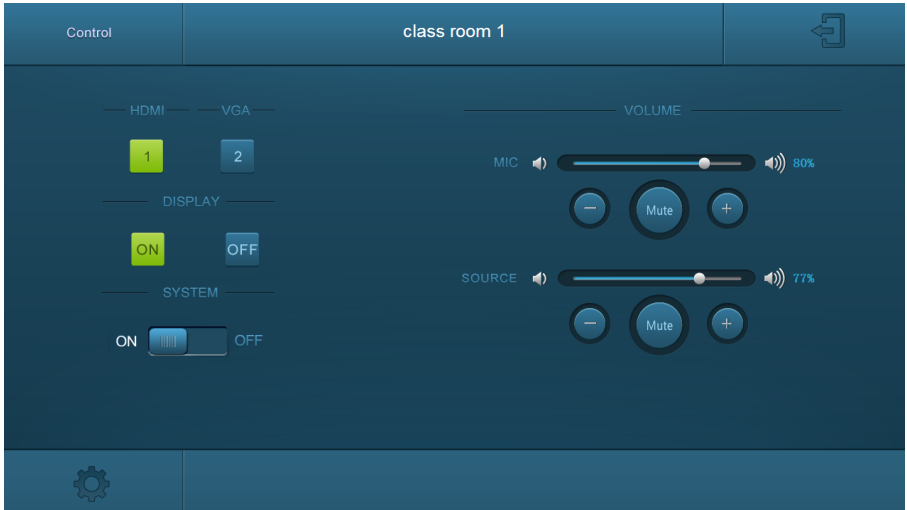 Control
class room 1
HDMI
VGA
1
2
DISPLAY
ON
OFF
SYSTEM
ON
OFF
VOLUME
MIC
80%
Mute
SOURCE
77%
Mute